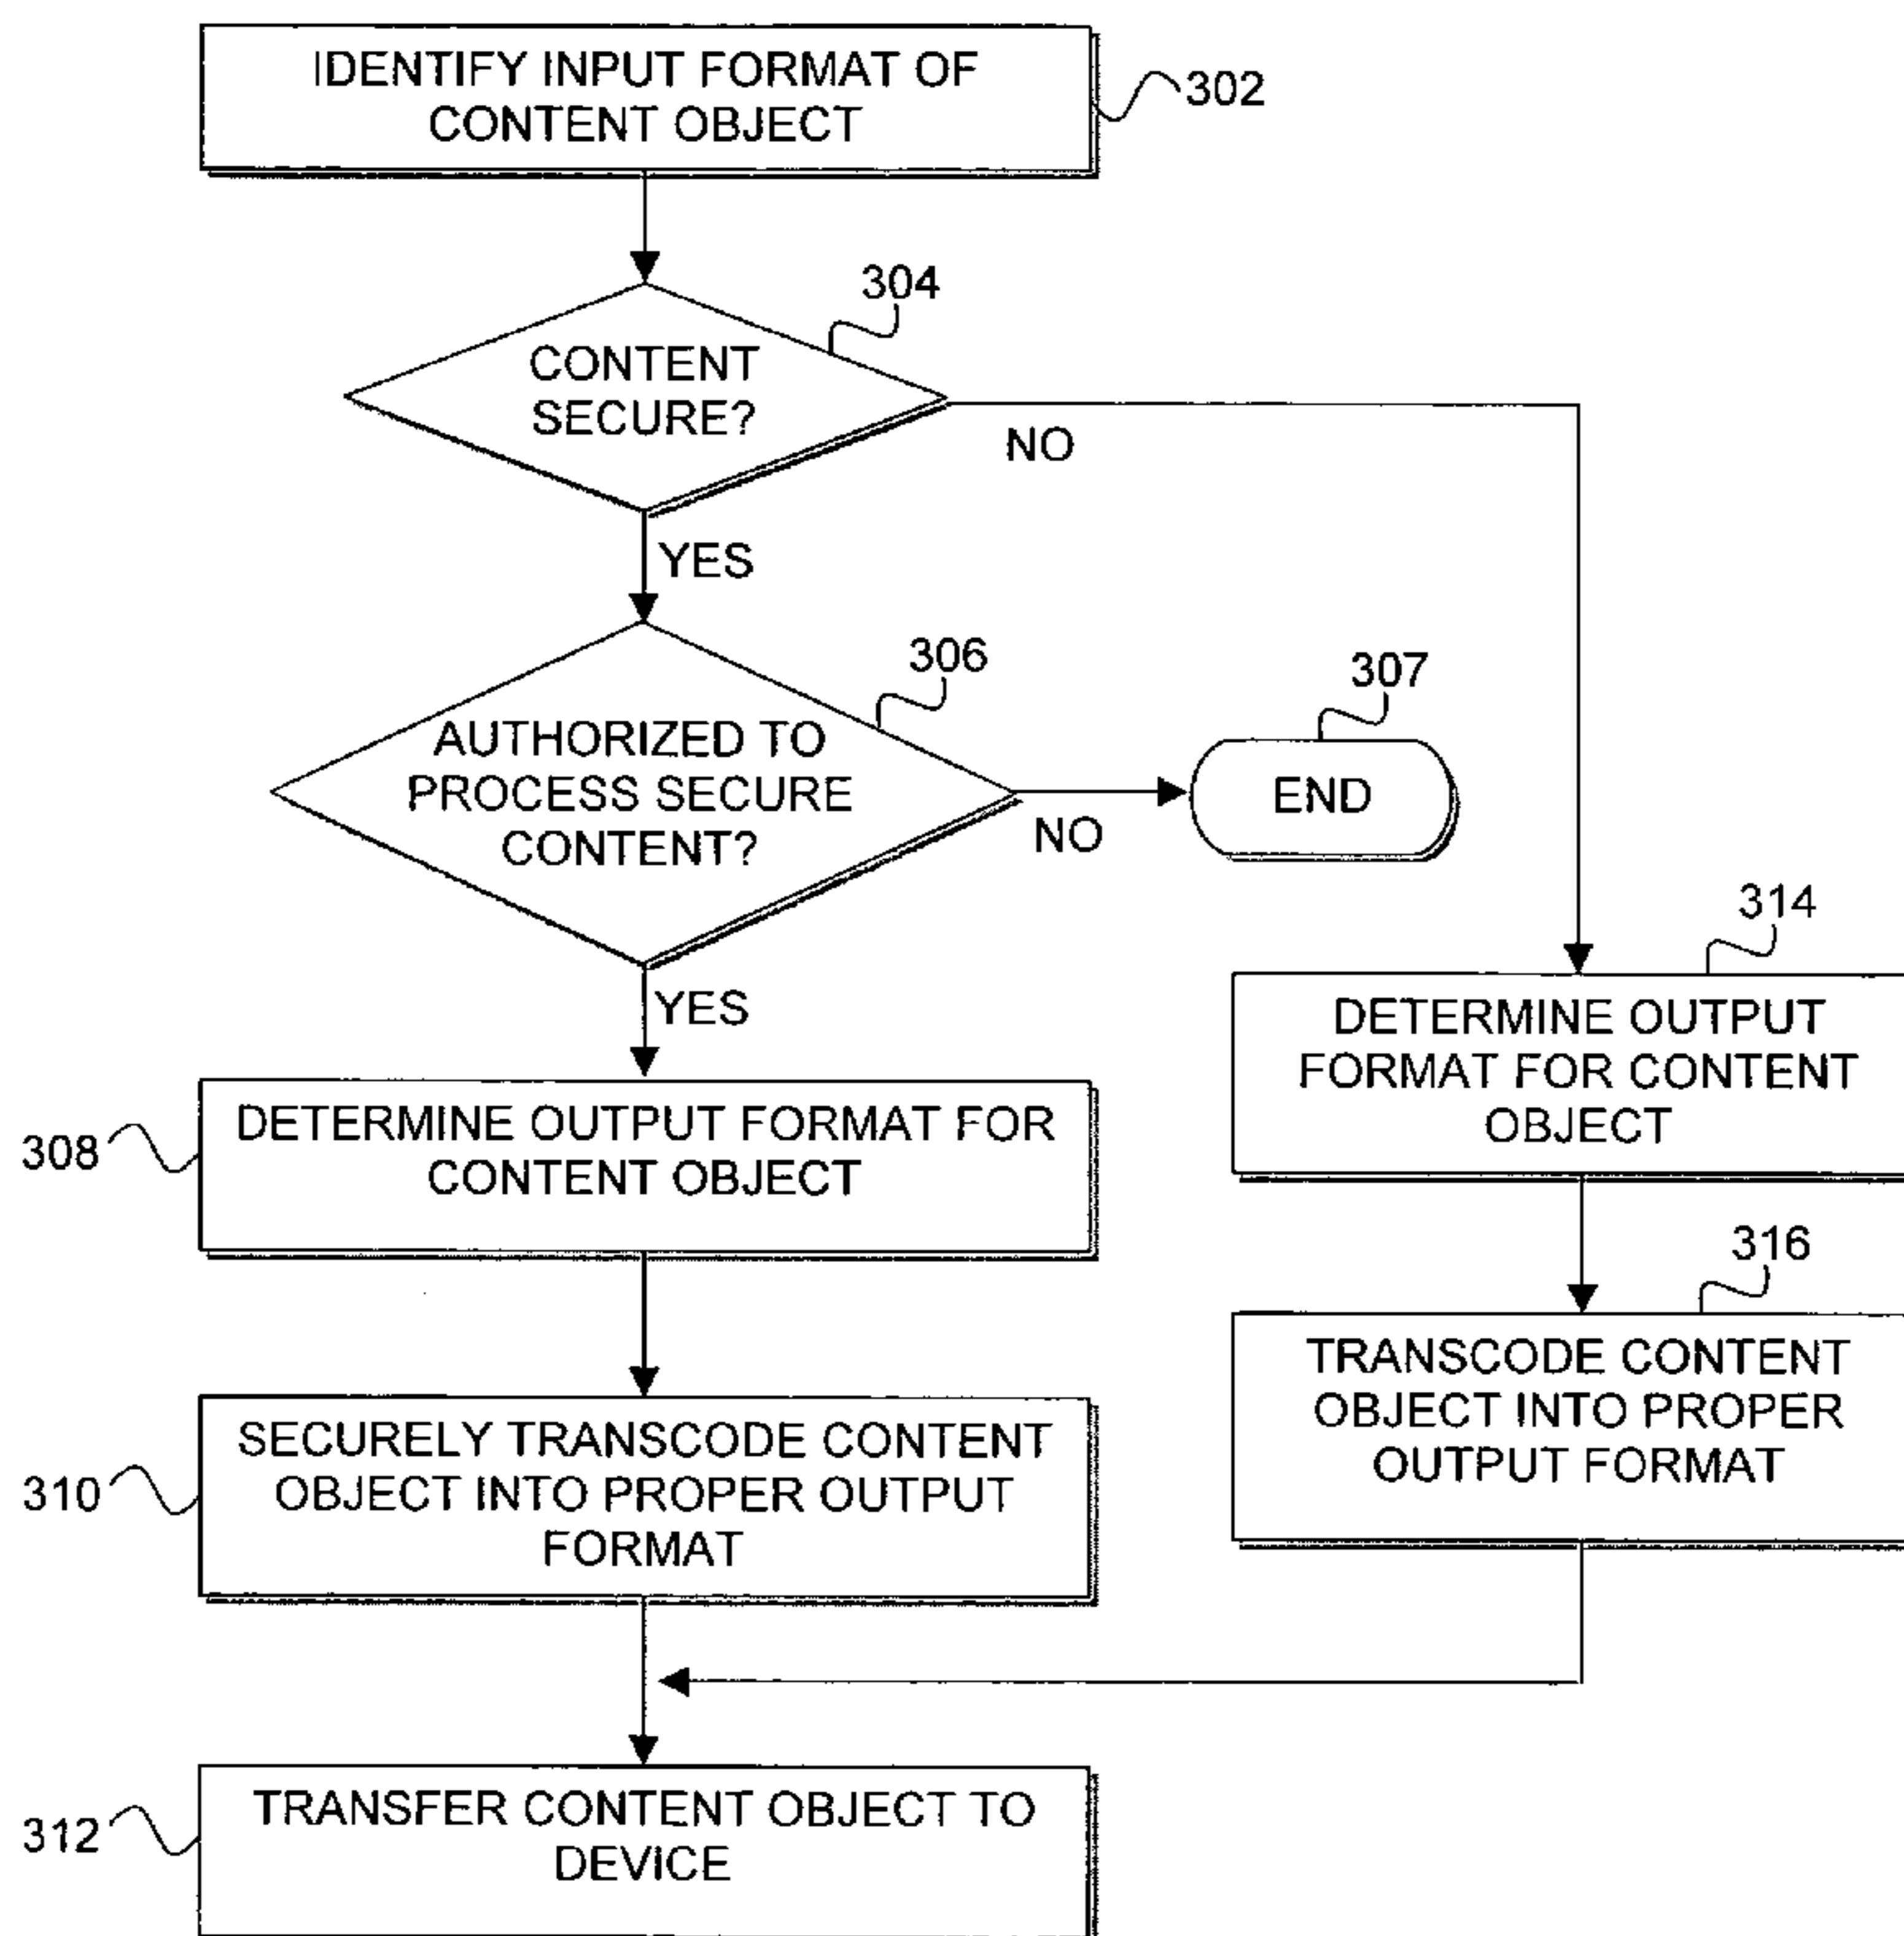 IDENTIFY INPUT FORMAT OF
CONTENT OBJECT
302
304
CONTENT
SECURE?
NO
YES
306
AUTHORIZED TO
PROCESS SECURE
CONTENT?
NO
307
END
YES
308
DETERMINE OUTPUT FORMAT FOR
CONTENT OBJECT
314
DETERMINE OUTPUT
FORMAT FOR CONTENT
OBJECT
310
SECURELY TRANSCODE CONTENT
OBJECT INTO PROPER OUTPUT
FORMAT
316
TRANSCODE CONTENT
OBJECT INTO PROPER
OUTPUT FORMAT
312
TRANSFER CONTENT OBJECT TO
DEVICE